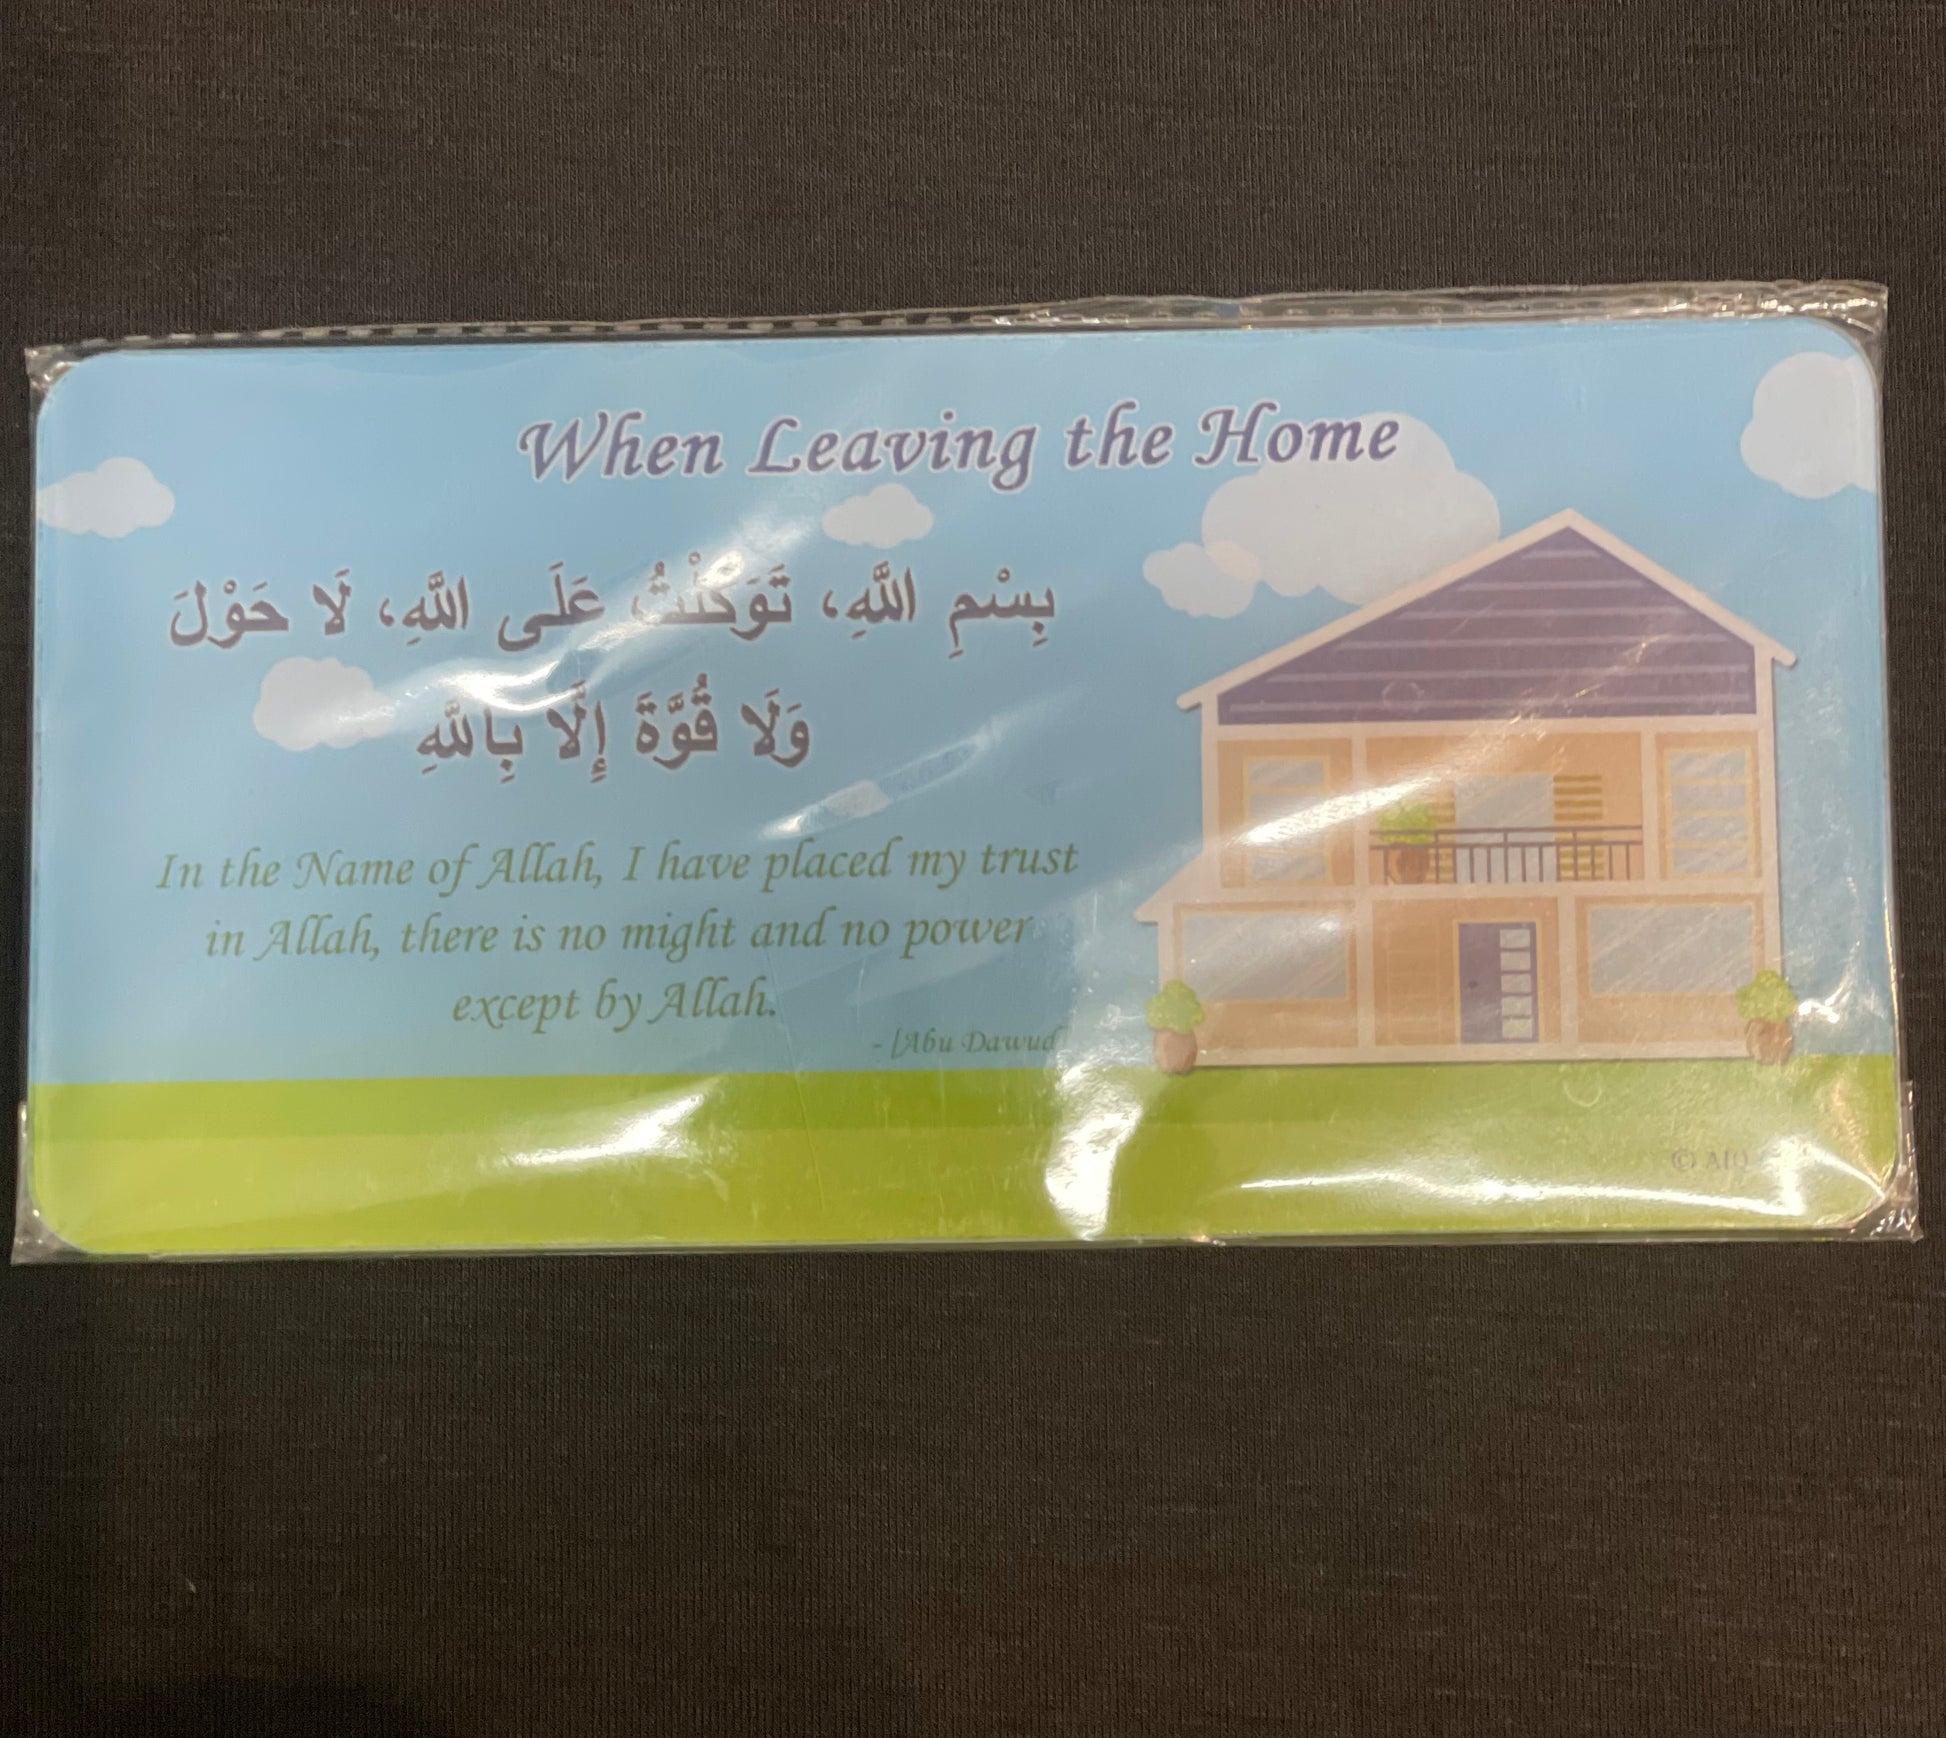 When Leaving the Home
بِسْمِ اللَّهِ، تَوَكَّلْتُ عَلَى اللَّهِ، لَا حَوْلَ
وَلَا قُوَّةَ إِلَّا بِاللَّهِ
In the Name of Allah, I have placed my trust
in Allah, there is no might and no power
except by Allah.
- [Abu Dawud]
©